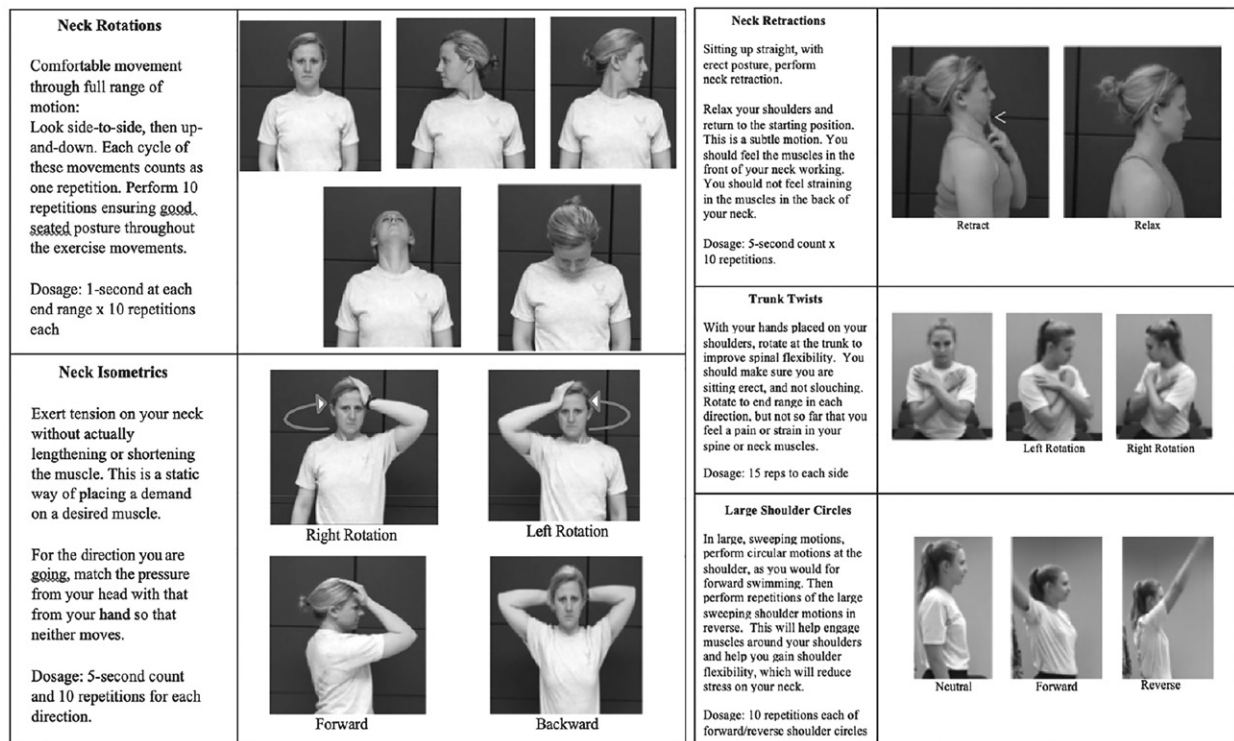 Neck Rotations
Comfortable movement
through full range of
motion:
Look side-to-side, then up-
and-down. Each cycle of
these movements counts as
one repetition. Perform 10
repetitions ensuring good
seated posture throughout
the exercise movements.
Dosage: 1-second at each
end range x 10 repetitions
each
Neck Isometrics
Exert tension on your neck
without actually
lengthening or shortening
the muscle. This is a static
way of placing a demand
on a desired muscle.
For the direction you are
going, match the pressure
from your head with that
from your hand so that
neither moves.
Dosage: 5-second count
and 10 repetitions for each
direction.
Right Rotation
Left Rotation
Forward
Backward
Neck Retractions
Sitting up straight, with
erect posture, perform
neck retraction.
Relax your shoulders and
return to the starting position.
This is a subtle motion. You
should feel the muscles in the
front of your neck working.
You should not feel straining
in the muscles in the back of
your neck.
Dosage: 5-second count x
10 repetitions.
Retract
Relax
Trunk Twists
With your hands placed on your
shoulders, rotate at the trunk to
improve spinal flexibility. You
should make sure you are
sitting erect, and not slouching.
Rotate to end range in each
direction, but not so far that you
feel a pain or strain in your
spine or neck muscles.
Dosage: 15 reps to each side
Left Rotation
Right Rotation
Large Shoulder Circles
In large, sweeping motions,
perform circular motions at the
shoulder, as you would for
forward swimming. Then
perform repetitions of the large
sweeping shoulder motions in
reverse. This will help engage
muscles around your shoulders
and help you gain shoulder
flexibility, which will reduce
stress on your neck.
Dosage: 10 repetitions each of
forward/reverse shoulder circles
Neutral
Forward
Reverse